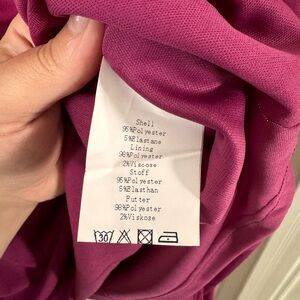 Shell
95%Polyester
5%Elastane
Lining
98%Polyester
2%Viscose
Stoff
95%Polyester
5%Elasthan
Futter
98%Polyester
2%Viskose
30